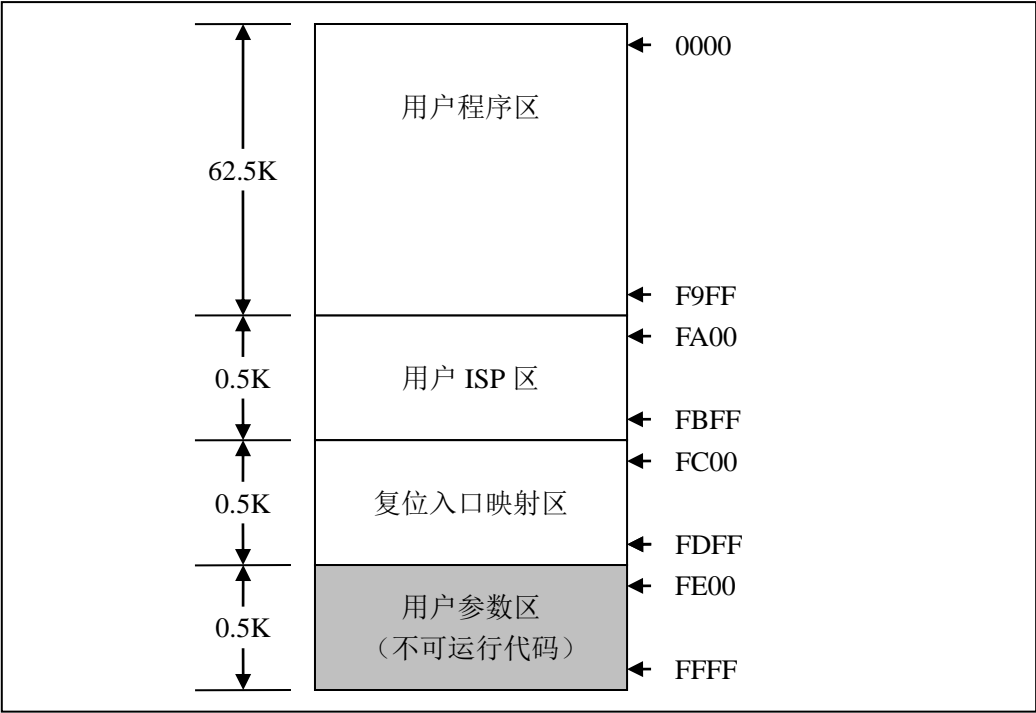 0000
用户程序区
62.5K
F9FF
FA00
用户 ISP 区
0.5K
FBFF
FC00
复位入口映射区
0.5K
FDFF
FE00
用户参数区
（不可运行代码）
0.5K
FFFF